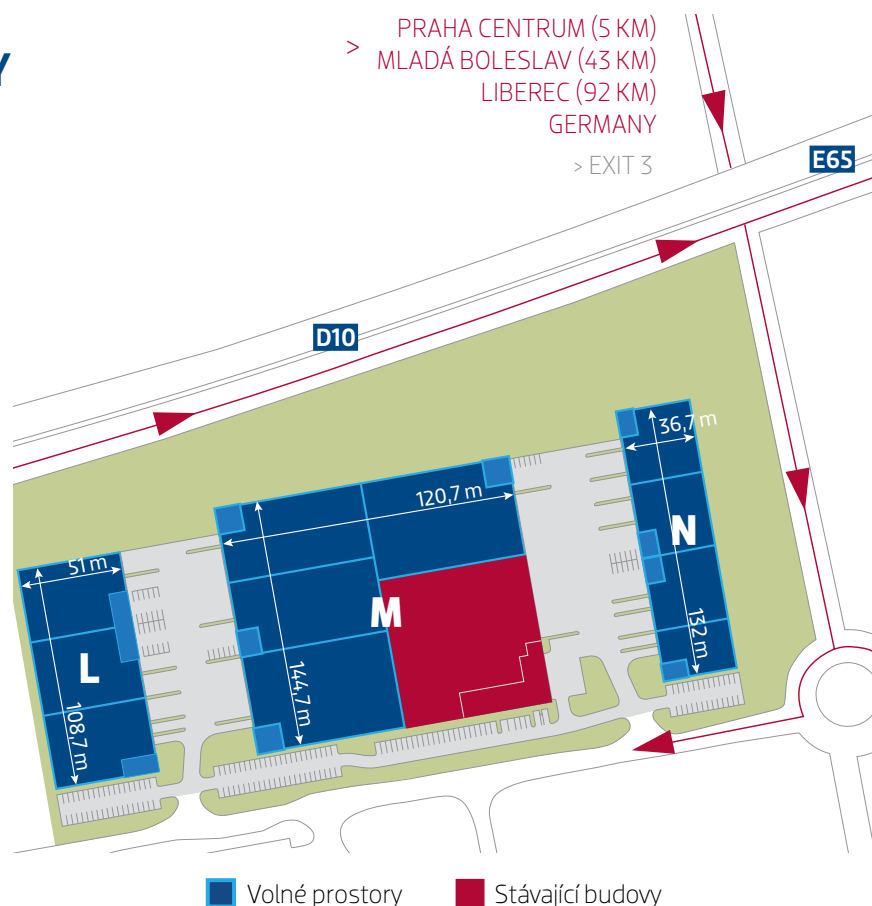 Y
> PRAHA CENTRUM (5 KM)
MLADÁ BOLESLAV (43 KM)
LIBEREC (92 KM)
GERMANY
> EXIT 3
E65
D10
36,7 m
120,7 m
N
51 m
M
132 m
L
144,7 m
108,7 m
Volné prostory
Stávající budovy